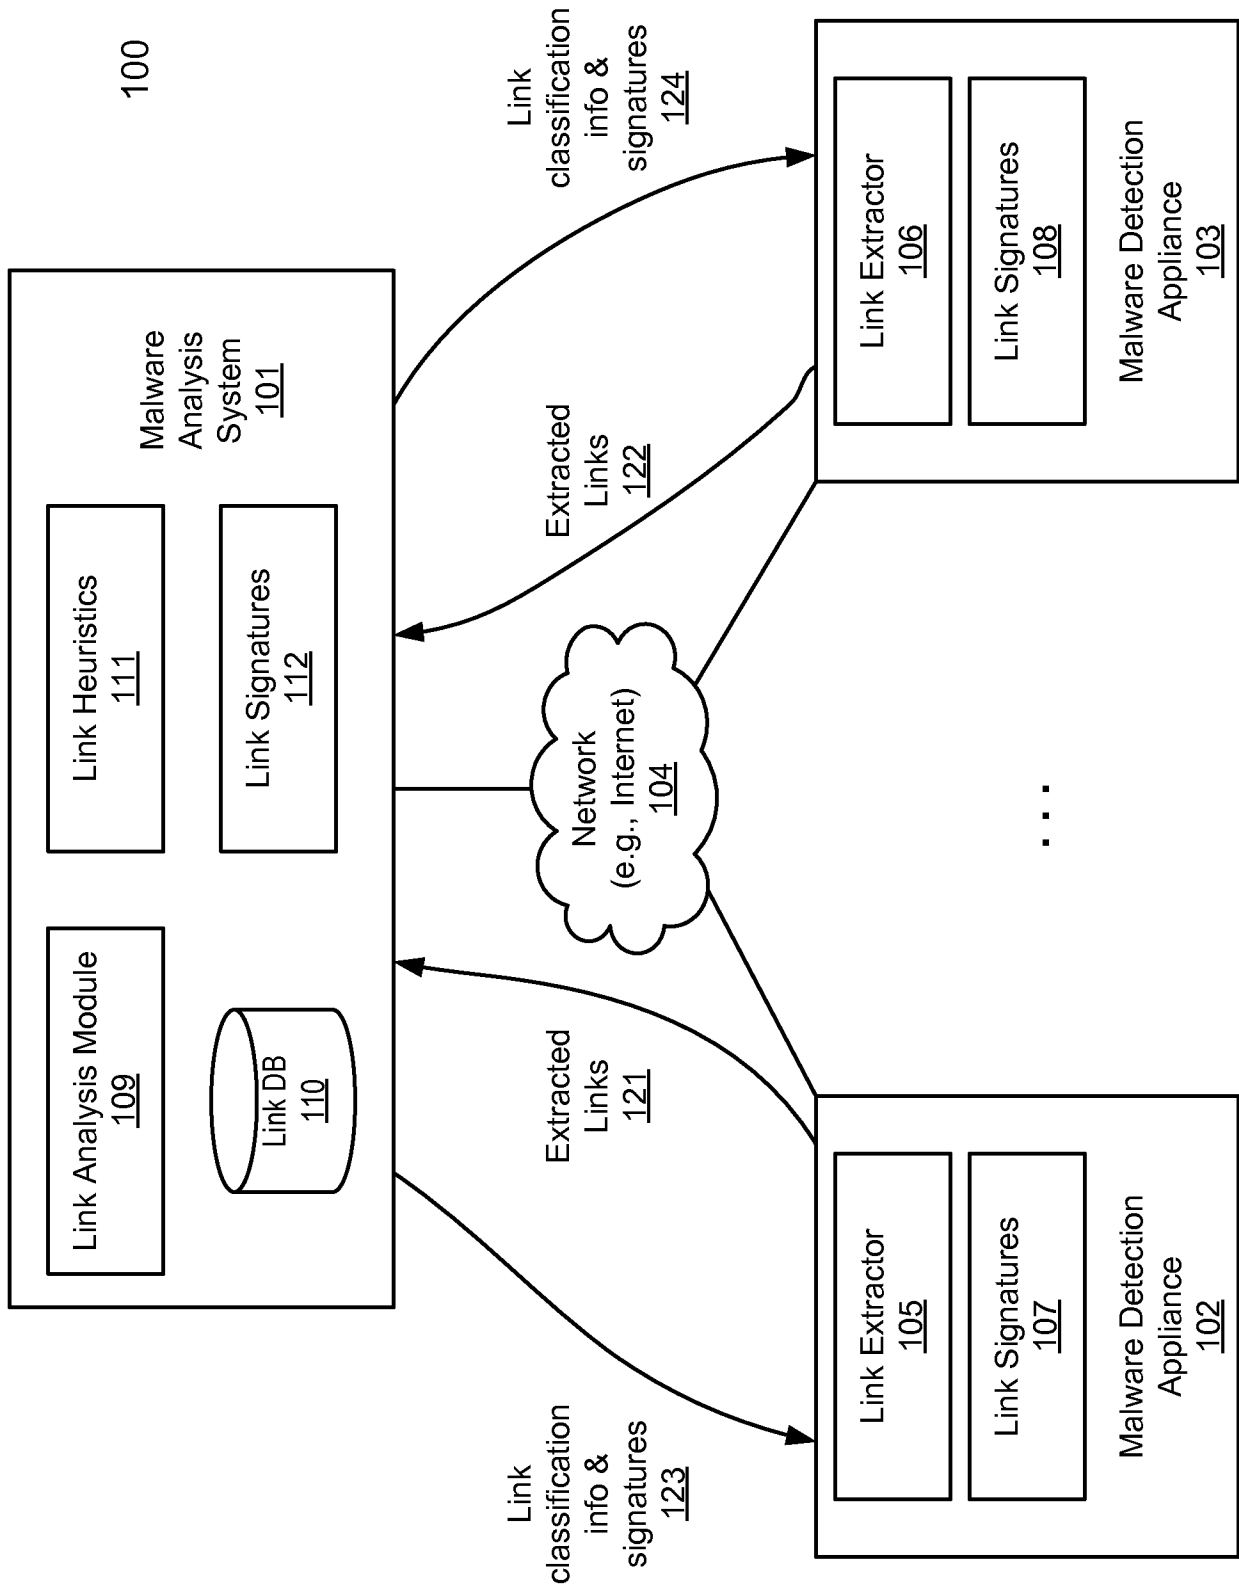 100
Malware
Analysis
System
101
Link Analysis Module
109
Link Heuristics
111
Link DB
110
Link Signatures
112
Link
classification
info &
signatures
123
Extracted
Links
121
Network
(e.g., Internet)
104
Extracted
Links
122
Link
classification
info &
signatures
124
Link Extractor
105
Link Signatures
107
Malware Detection
Appliance
102
. . .
Link Extractor
106
Link Signatures
108
Malware Detection
Appliance
103